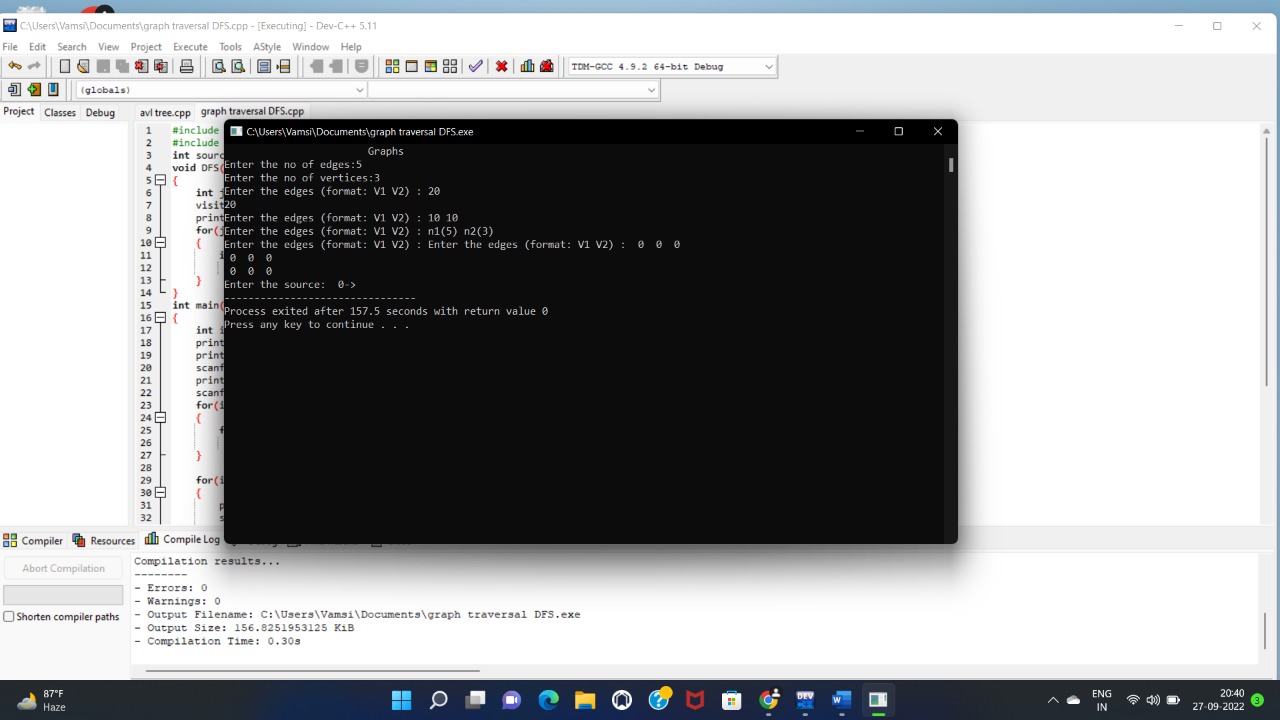 C:\Users\Vamsi\Documents\graph traversal DFS.cpp - [Executing] - Dev-C++ 5.11
File Edit Search View Project Execute Tools AStyle Window Help
TDM-GCC 4.9.2 64-bit Debug
(globals)
Project Classes Debug avl tree.cpp graph traversal DFS.cpp
C:\Users\Vamsi\Documents\graph traversal DFS.exe
Graphs
Enter the no of edges:5
Enter the no of vertices:3
Enter the edges (format: V1 V2) : 20
20
Enter the edges (format: V1 V2) : 10 10
Enter the edges (format: V1 V2) : n1(5) n2(3)
Enter the edges (format: V1 V2) : Enter the edges (format: V1 V2) :  0  0  0
0  0  0
0  0  0
Enter the source:  0->
--------------------------------
Process exited after 157.5 seconds with return value 0
Press any key to continue . . .
1 #include
2 #include
3 int sourc
4 void DFS(
5 {
6 int j
7 visit
8 print
9 for(j
10 {
11 i
12
13 }
14 }
15 int main(
16 {
17 int i
18 print
19 print
20 scanf
21 print
22 scanf
23 for(i
24 {
25 f
26
27 }
28
29 for(i
30 {
31 p
32 s
Compiler Resources Compile Log
Abort Compilation
Shorten compiler paths
Compilation results...
--------
- Errors: 0
- Warnings: 0
- Output Filename: C:\Users\Vamsi\Documents\graph traversal DFS.exe
- Output Size: 156.8251953125 KiB
- Compilation Time: 0.30s
87°F
Haze
DEV
W
ENG
IN
20:40
27-09-2022
3